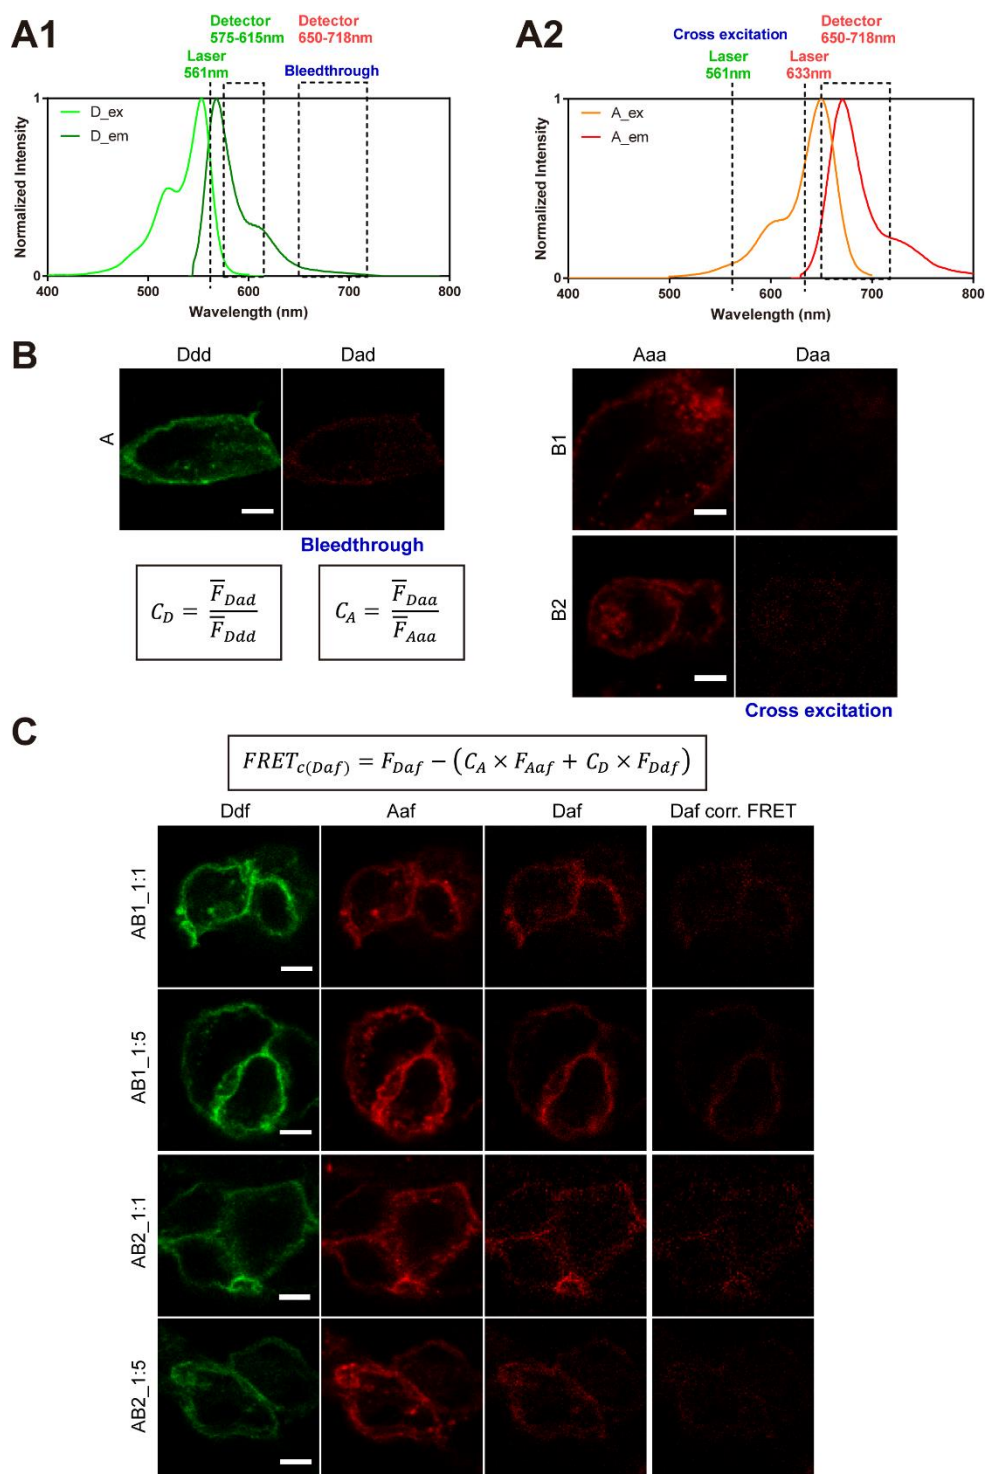 A1
Detector
575-615nm
Detector
650-718nm
Laser
561nm
Bleedthrough
1
0
D_ex
D_em
Normalized Intensity
400
500
600
700
800
Wavelength (nm)
A2
Cross excitation
Detector
650-718nm
Laser
561nm
Laser
633nm
1
0
A_ex
A_em
Normalized Intensity
400
500
600
700
800
Wavelength (nm)
B
Ddd
Dad
A
Bleedthrough
C_D = F̅_Dad / F̅_Ddd
C_A = F̅_Daa / F̅_Aaa
Aaa
Daa
B1
B2
Cross excitation
C
FRET_c(Daf) = F_Daf − (C_A × F_Aaf + C_D × F_Ddf)
Ddf
Aaf
Daf
Daf corr. FRET
AB1_1:1
AB1_1:5
AB2_1:1
AB2_1:5